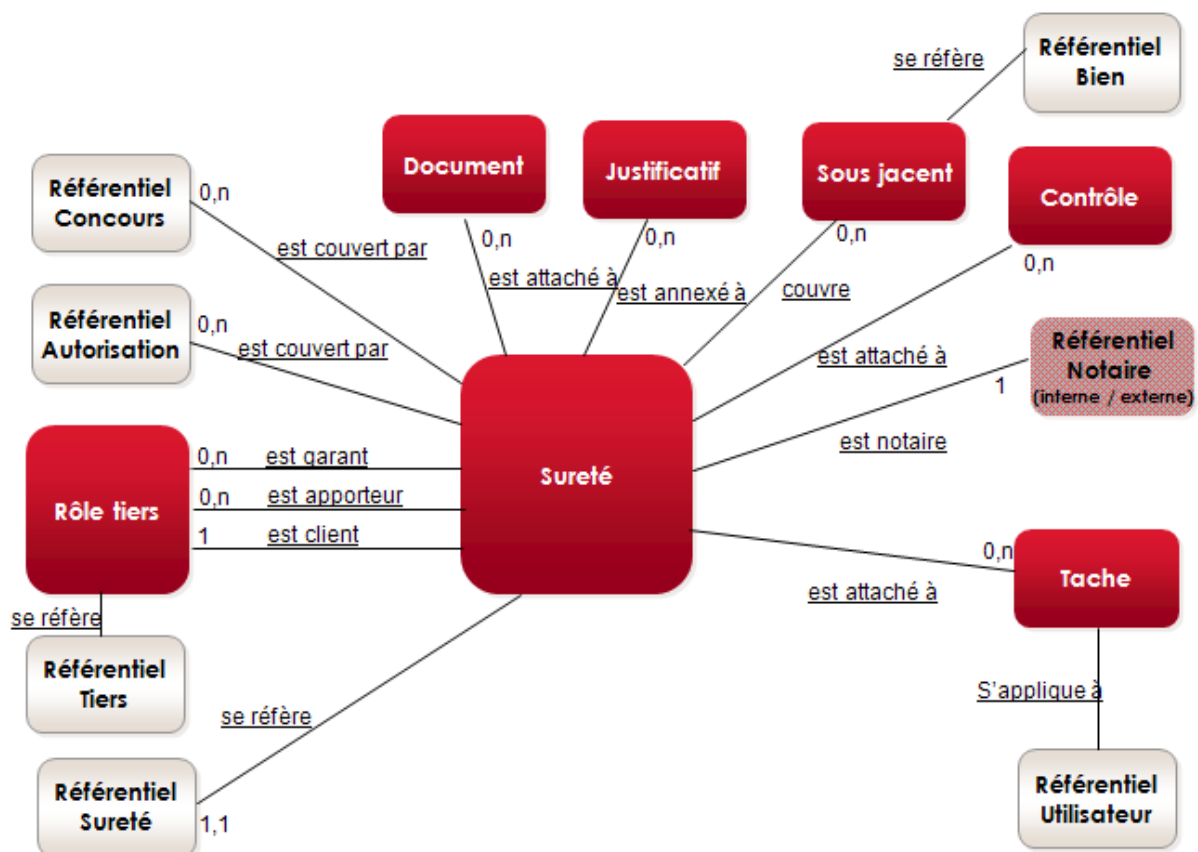 Référentiel
Bien
se réfère
Document
Justificatif
Sous jacent
Contrôle
Référentiel
Concours
0,n
0,n
0,n
0,n
0,n
est couvert par
est attaché à
est annexé à
couvre
Référentiel
Autorisation
0,n
est couvert par
est attaché à
Référentiel
Notaire
(interne / externe)
1
est notaire
Sureté
Rôle tiers
0,n
est garant
0,n
est apporteur
1
est client
0,n
Tache
est attaché à
se réfère
Référentiel
Tiers
S'applique à
se réfère
Référentiel
Sureté
1,1
Référentiel
Utilisateur